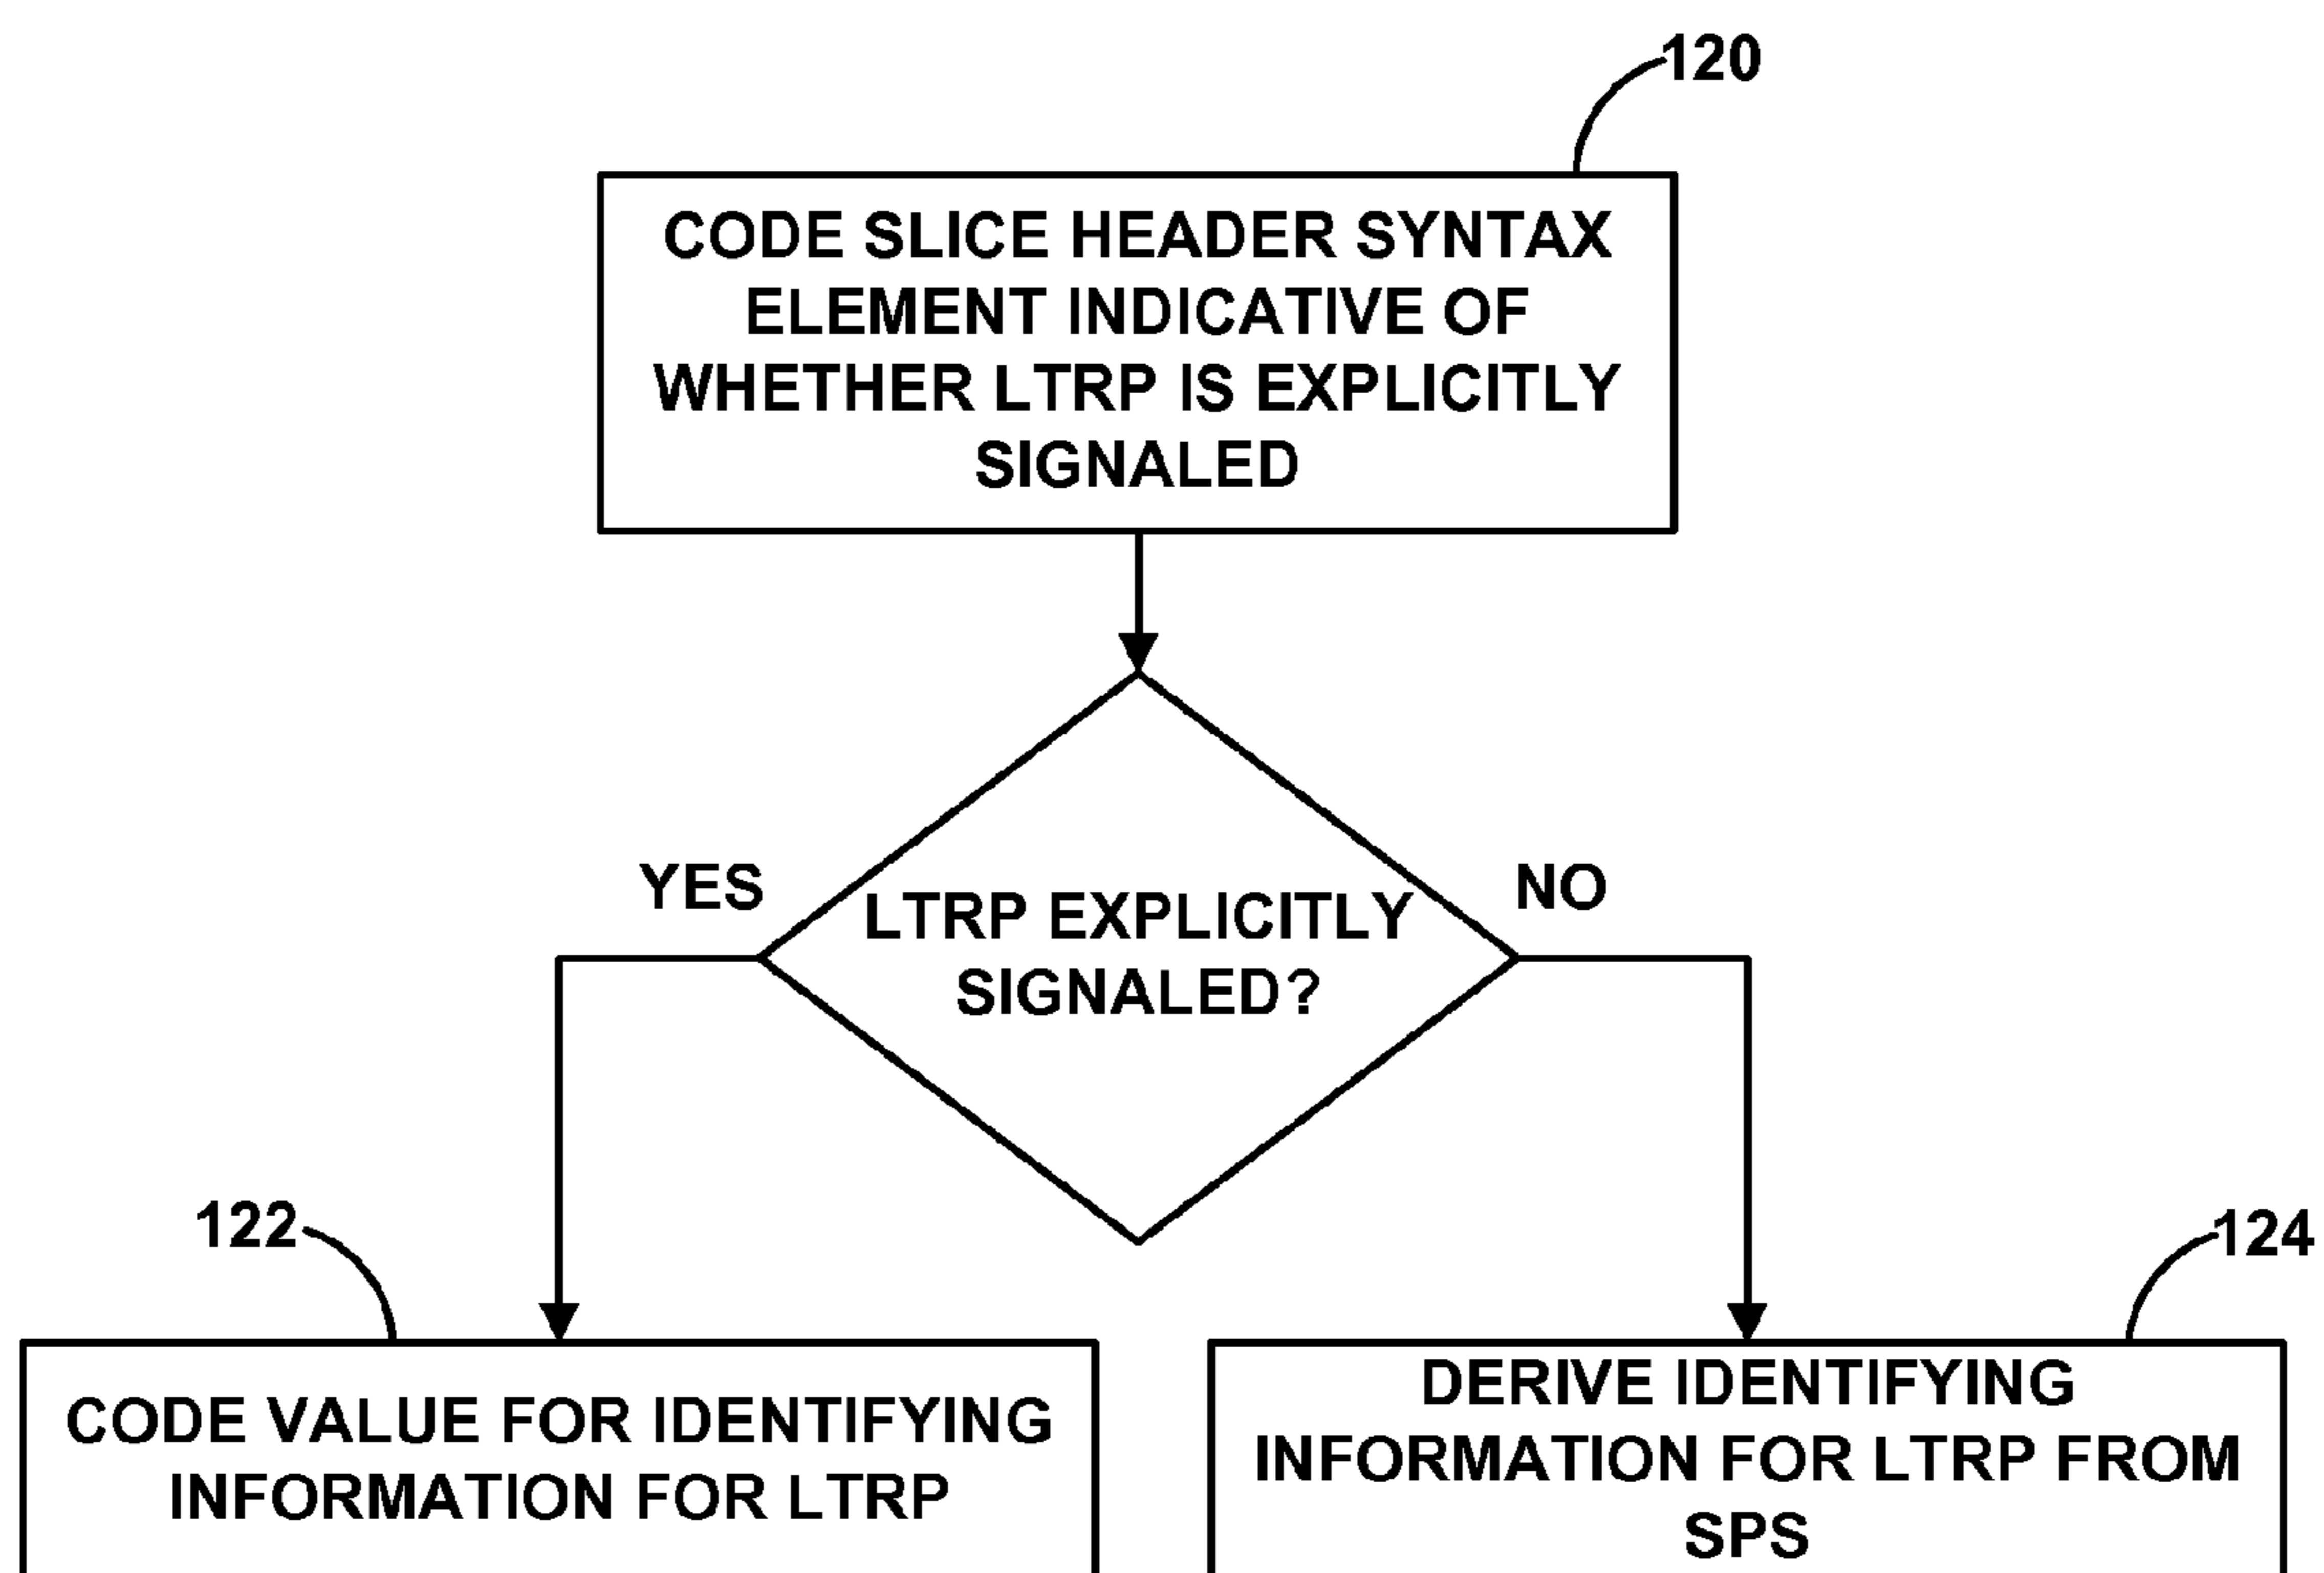 120
CODE SLICE HEADER SYNTAX
ELEMENT INDICATIVE OF
WHETHER LTRP IS EXPLICITLY
SIGNALED
YES
NO
LTRP EXPLICITLY
SIGNALED?
122
124
CODE VALUE FOR IDENTIFYING
INFORMATION FOR LTRP
DERIVE IDENTIFYING
INFORMATION FOR LTRP FROM
SPS